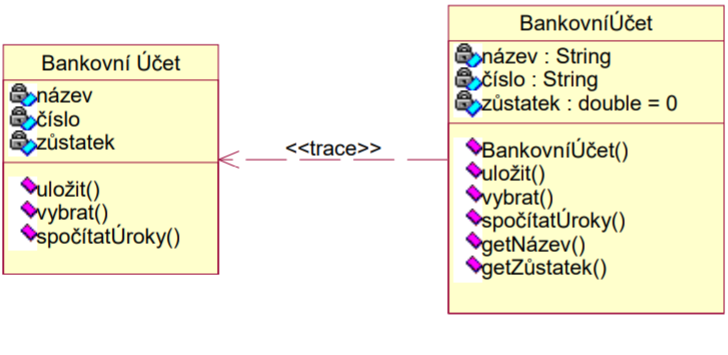 Bankovní Účet
název
číslo
zůstatek
uložit()
vybrat()
spočítatÚroky()
<<trace>>
BankovníÚčet
název : String
číslo : String
zůstatek : double = 0
BankovníÚčet()
uložit()
vybrat()
spočítatÚroky()
getNázev()
getZůstatek()